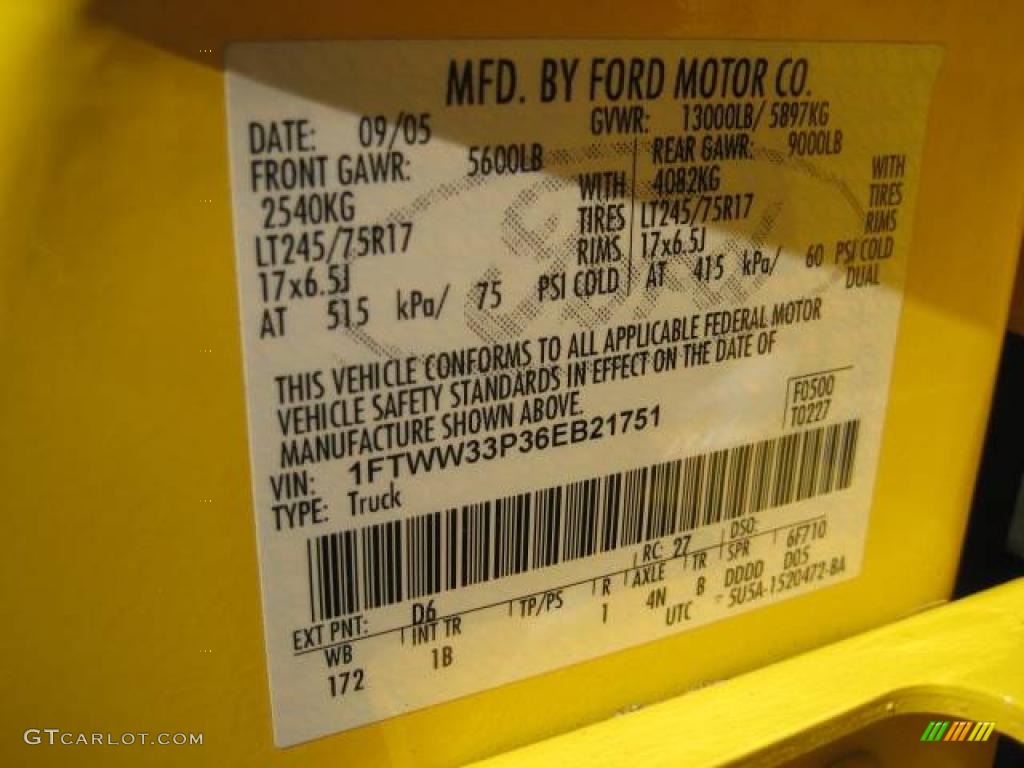 MFD. BY FORD MOTOR CO.
DATE: 09/05 GVWR: 13000LB/ 5897KG
FRONT GAWR: 5600LB REAR GAWR: 9000LB
2540KG WITH 4082KG WITH
LT245/75R17 TIRES LT245/75R17 TIRES
17x6.5J RIMS 17x6.5J RIMS
AT 515 kPa/ 75 PSI COLD AT 415 kPa/ 60 PSI COLD
DUAL
THIS VEHICLE CONFORMS TO ALL APPLICABLE FEDERAL MOTOR
VEHICLE SAFETY STANDARDS IN EFFECT ON THE DATE OF
MANUFACTURE SHOWN ABOVE.
F0500
T0227
VIN: 1FTWW33P36EB21751
TYPE: Truck
EXT PNT: D6 RC: 27 DSO: 6F710
WB INT TR TP/PS R AXLE TR SPR D05
172 1B 1 4N B DDDD
UTC 5U5A-1520472-BA
GTCARLOT.COM